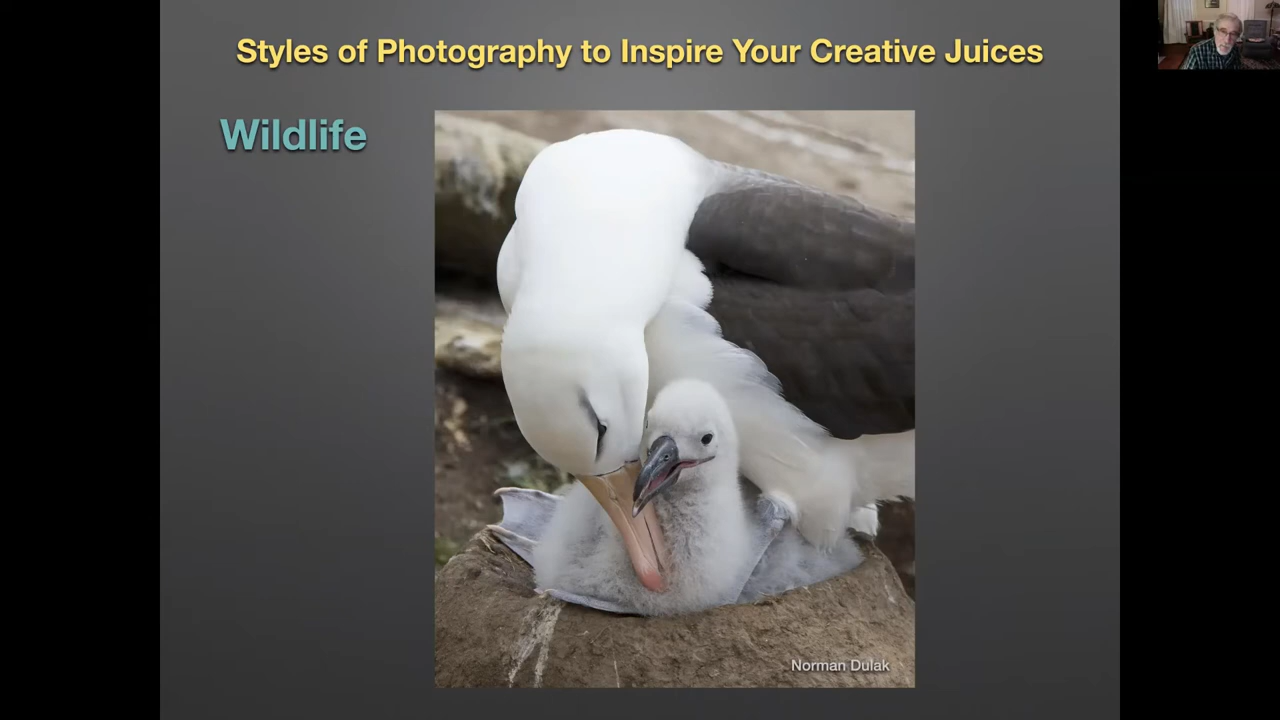 Styles of Photography to Inspire Your Creative Juices
Wildlife
Norman Dulak